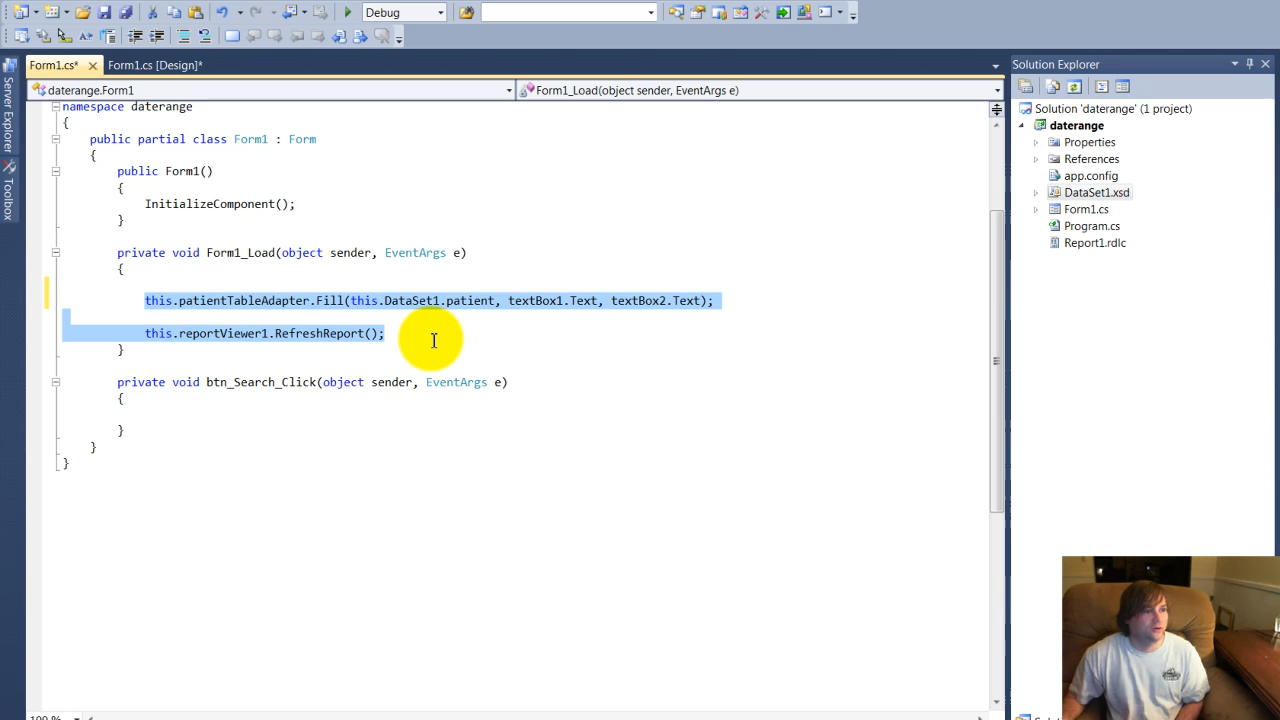 Debug
Form1.cs*
Form1.cs [Design]*
daterange.Form1
Form1_Load(object sender, EventArgs e)
namespace daterange
{
public partial class Form1 : Form
{
public Form1()
{
InitializeComponent();
}
private void Form1_Load(object sender, EventArgs e)
{
this.patientTableAdapter.Fill(this.DataSet1.patient, textBox1.Text, textBox2.Text);
this.reportViewer1.RefreshReport();
}
private void btn_Search_Click(object sender, EventArgs e)
{
}
}
}
100 %
Server Explorer
Toolbox
Solution Explorer
Solution 'daterange' (1 project)
daterange
Properties
References
app.config
DataSet1.xsd
Form1.cs
Program.cs
Report1.rdlc